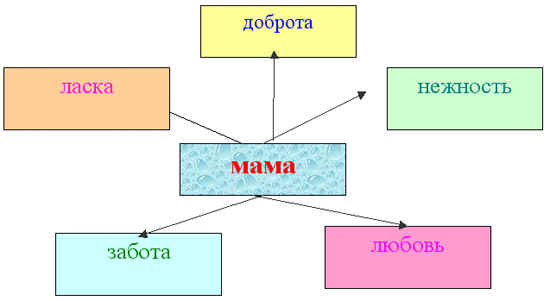 доброта
ласка
нежность
мама
забота
любовь